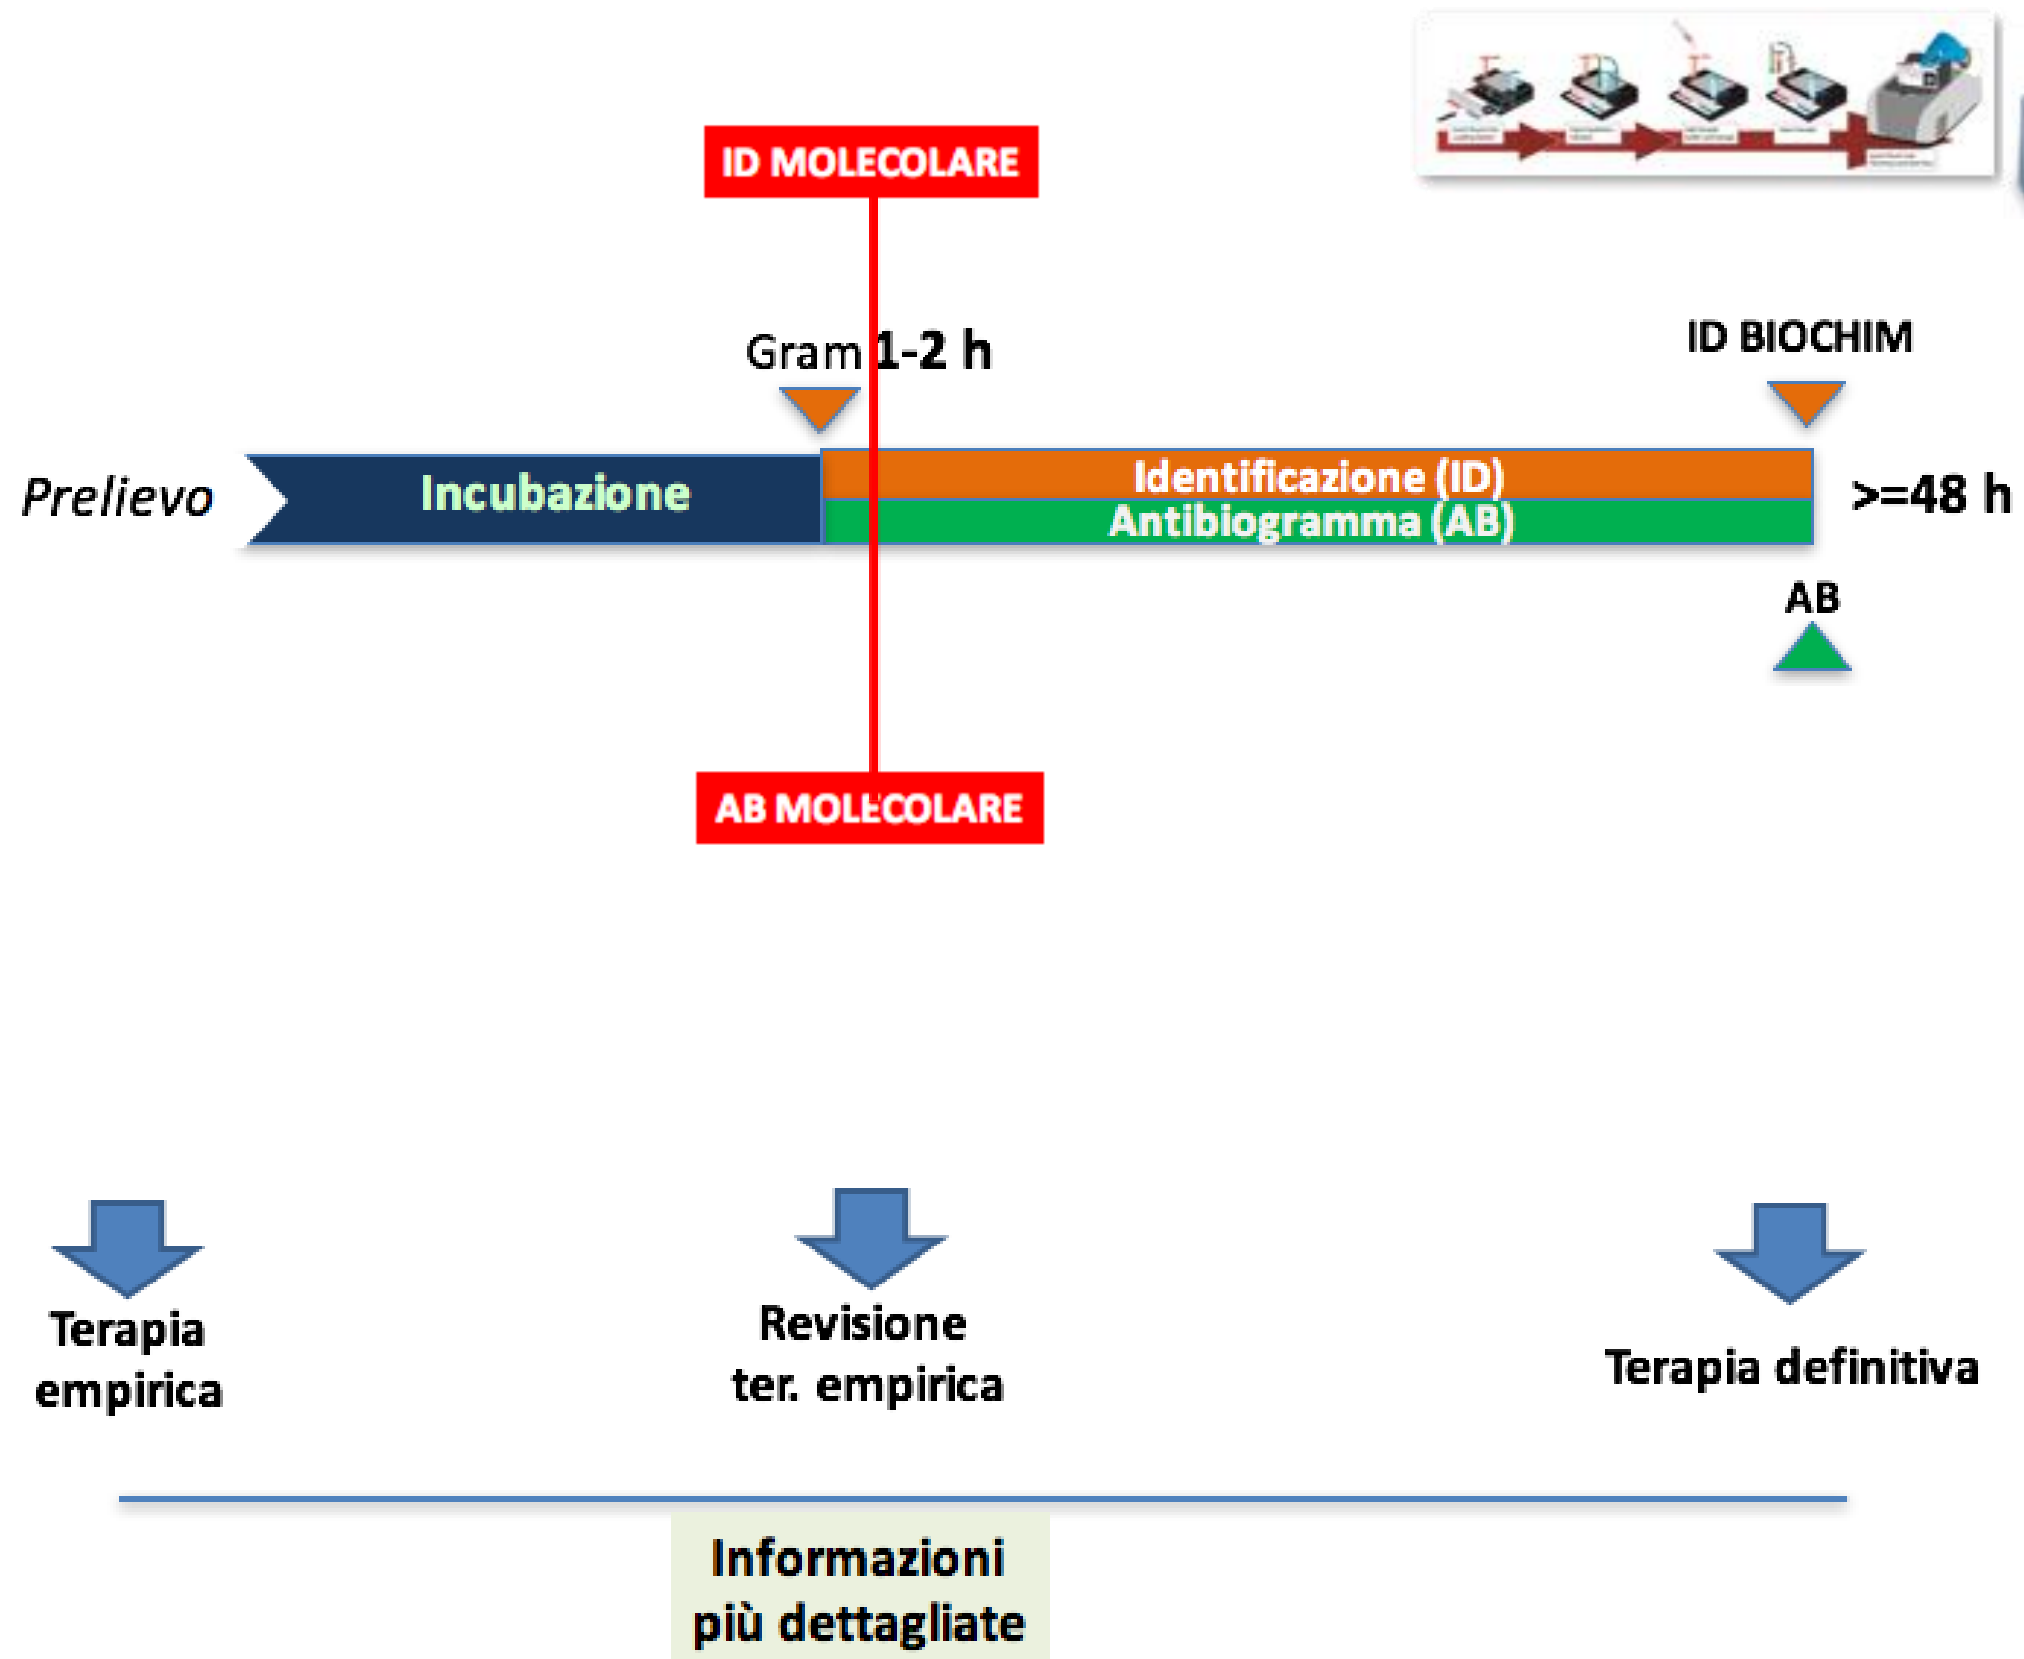 ID MOLECOLARE
Gram 1-2 h
ID BIOCHIM
Prelievo
Incubazione
Identificazione (ID)
Antibiogramma (AB)
>=48 h
AB
AB MOLECOLARE
Terapia
empirica
Revisione
ter. empirica
Terapia definitiva
Informazioni
più dettagliate